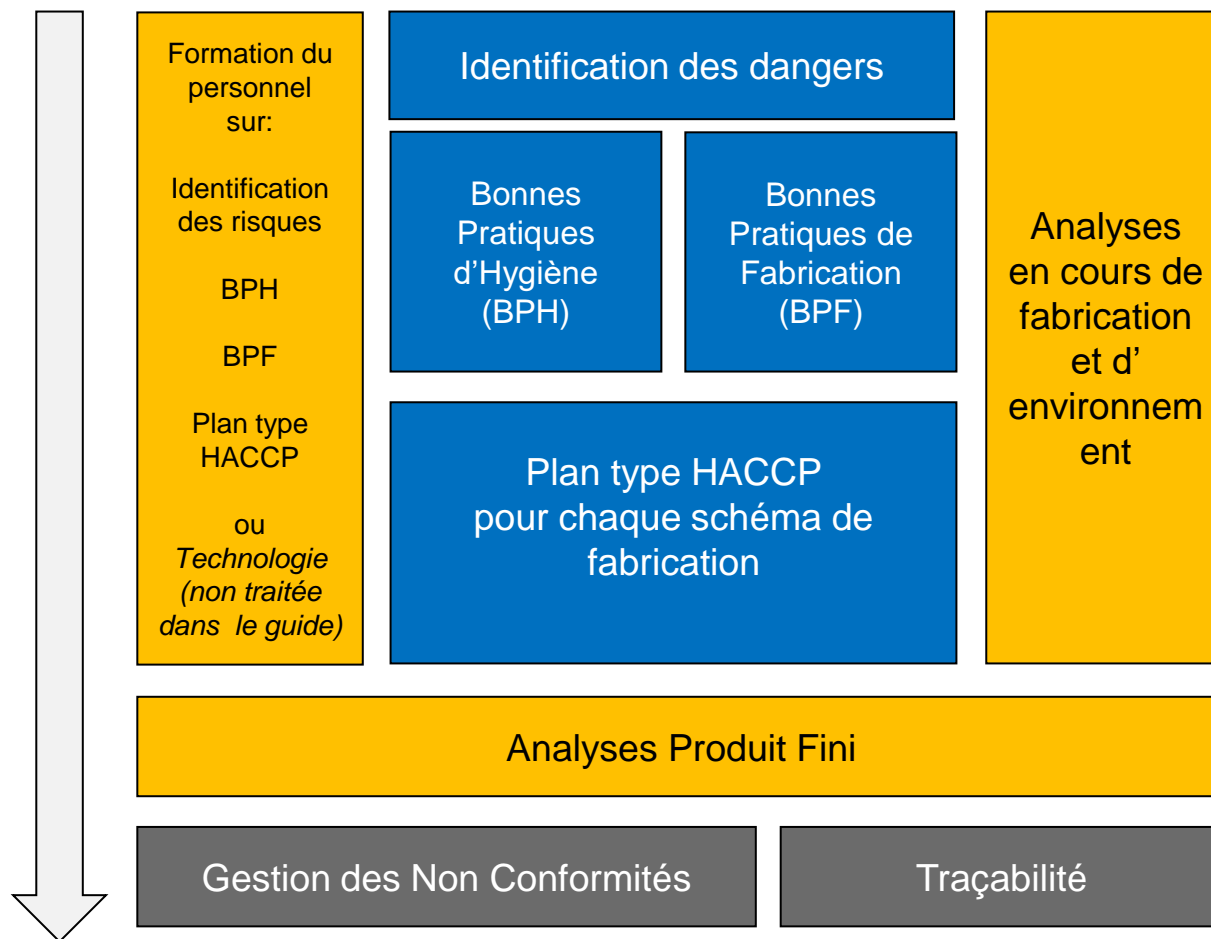 Formation du
personnel
sur:
Identification
des risques
BPH
BPF
Plan type
HACCP
ou
Technologie
(non traitée
dans le guide)
Identification des dangers
Bonnes
Pratiques
d’Hygiène
(BPH)
Bonnes
Pratiques de
Fabrication
(BPF)
Plan type HACCP
pour chaque schéma de
fabrication
Analyses
en cours de
fabrication
et d’
environnem
ent
Analyses Produit Fini
Gestion des Non Conformités
Traçabilité